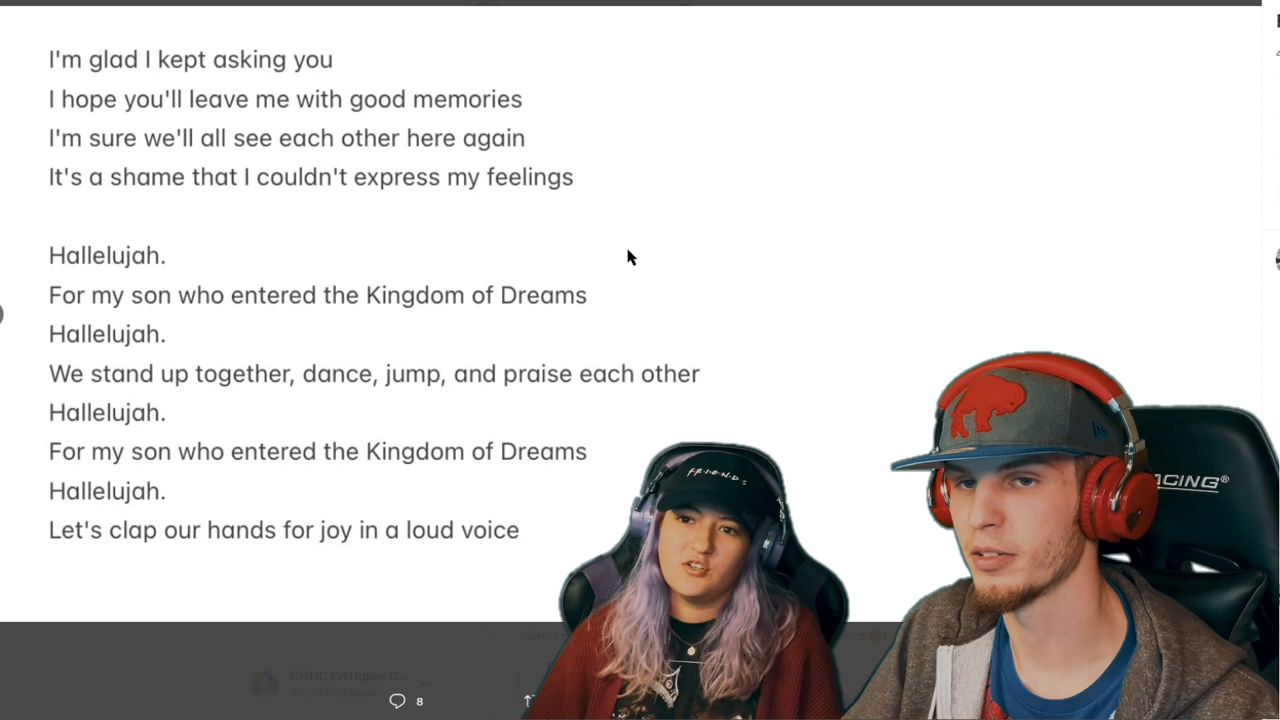 I'm glad I kept asking you
I hope you'll leave me with good memories
I'm sure we'll all see each other here again
It's a shame that I couldn't express my feelings
Hallelujah.
For my son who entered the Kingdom of Dreams
Hallelujah.
We stand up together, dance, jump, and praise each other
Hallelujah.
For my son who entered the Kingdom of Dreams
Hallelujah.
Let's clap our hands for joy in a loud voice
F·R·I·E·N·D·S
ACING®
CriTiC CriTiques C...
8